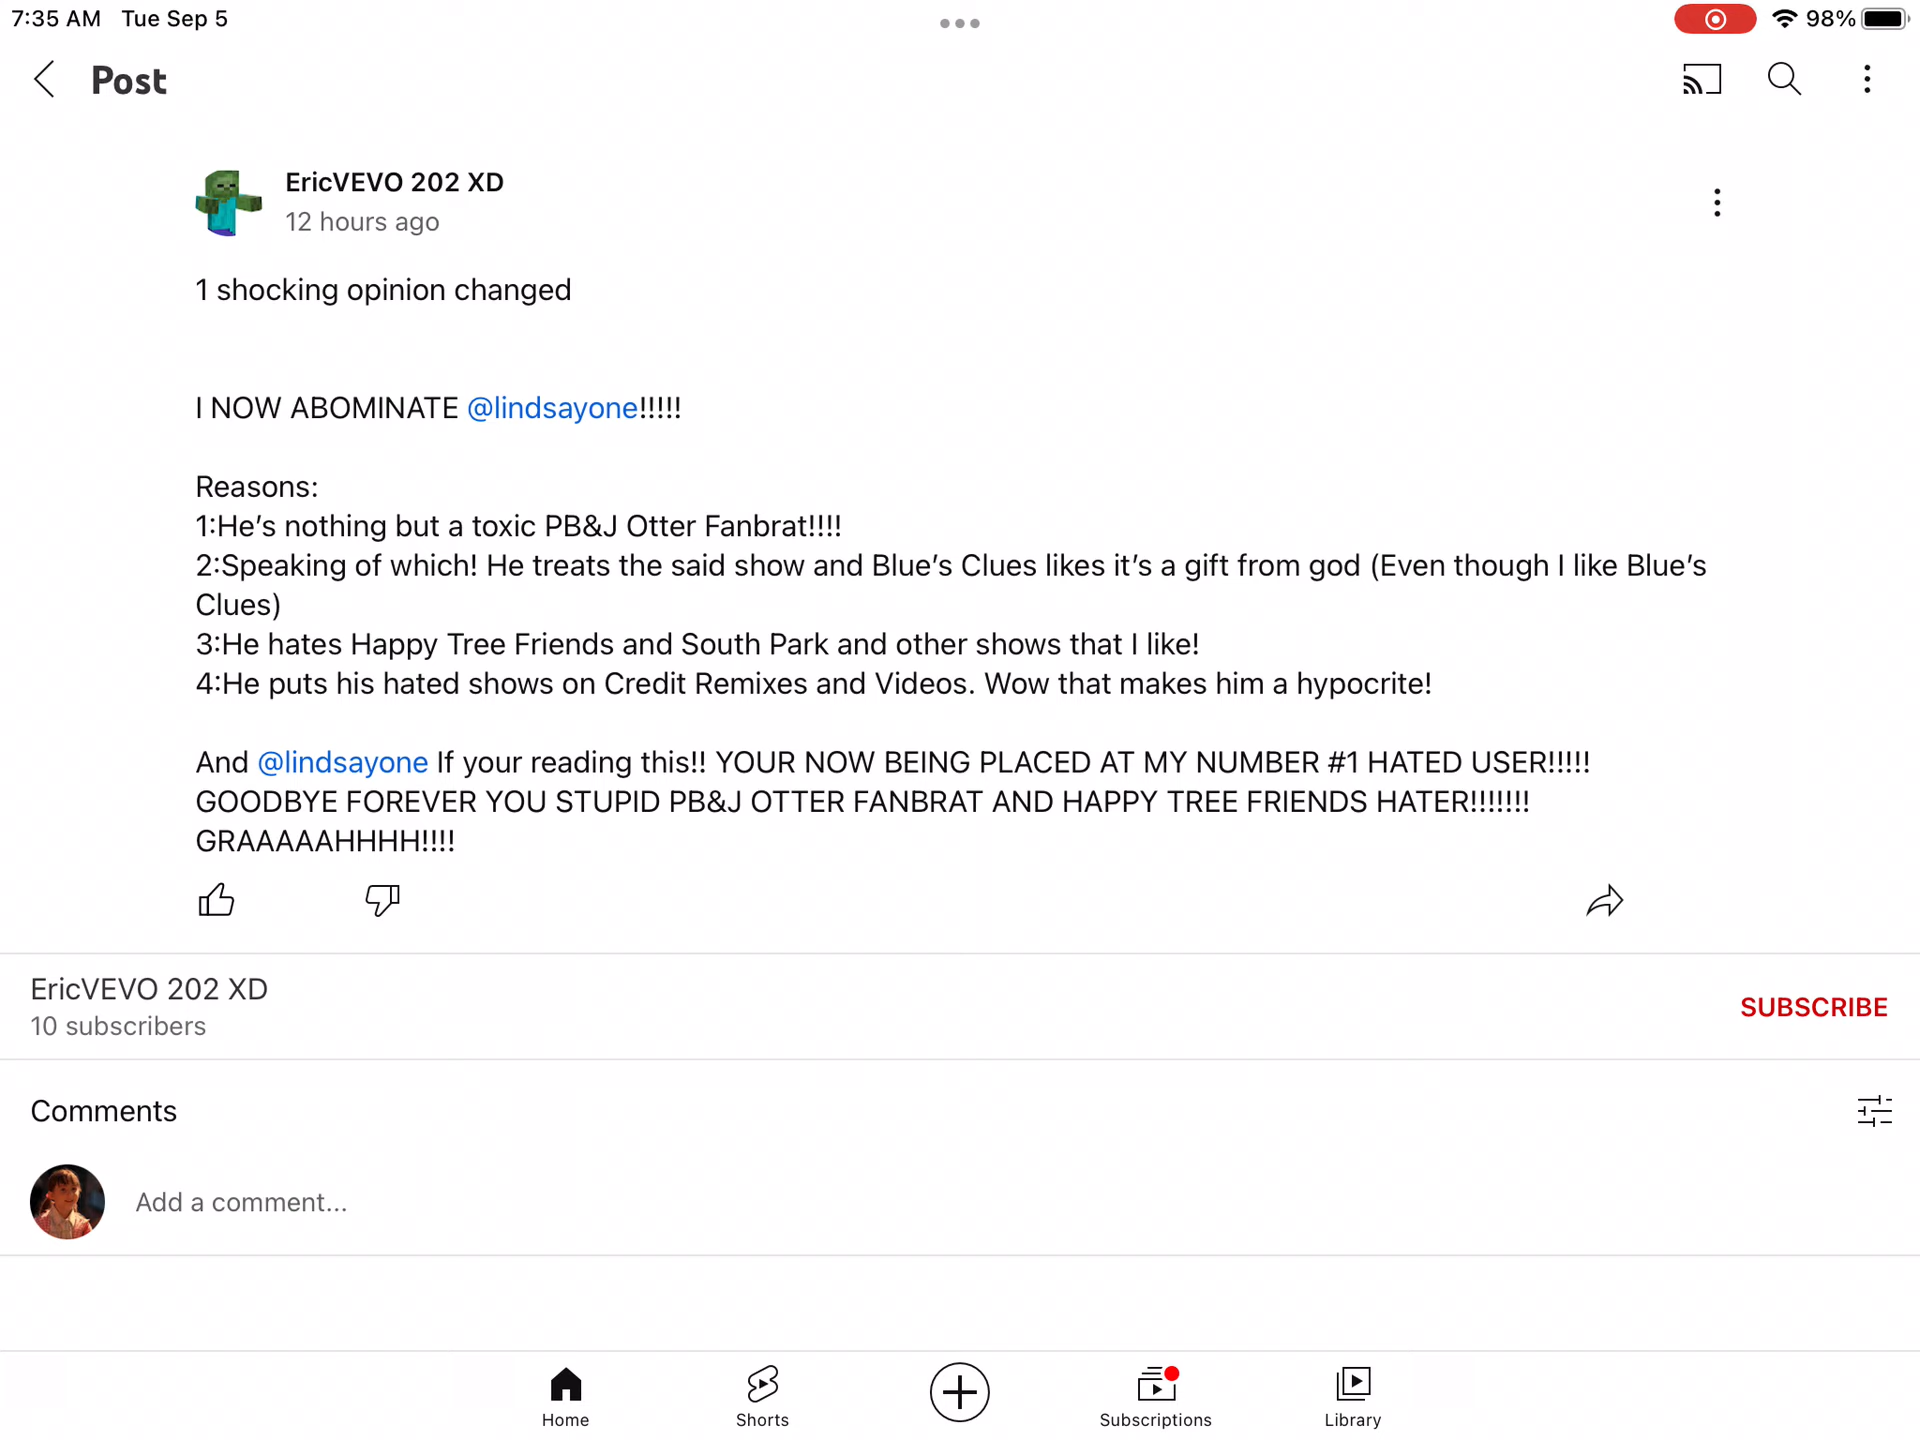 7:35 AM Tue Sep 5
98%
Post
EricVEVO 202 XD
12 hours ago
1 shocking opinion changed
I NOW ABOMINATE @lindsayone!!!!!
Reasons:
1:He’s nothing but a toxic PB&J Otter Fanbrat!!!!
2:Speaking of which! He treats the said show and Blue’s Clues likes it’s a gift from god (Even though I like Blue’s
Clues)
3:He hates Happy Tree Friends and South Park and other shows that I like!
4:He puts his hated shows on Credit Remixes and Videos. Wow that makes him a hypocrite!
And @lindsayone If your reading this!! YOUR NOW BEING PLACED AT MY NUMBER #1 HATED USER!!!!!
GOODBYE FOREVER YOU STUPID PB&J OTTER FANBRAT AND HAPPY TREE FRIENDS HATER!!!!!!!
GRAAAAAHHHH!!!!
EricVEVO 202 XD
10 subscribers
SUBSCRIBE
Comments
Add a comment...
Home
Shorts
Subscriptions
Library